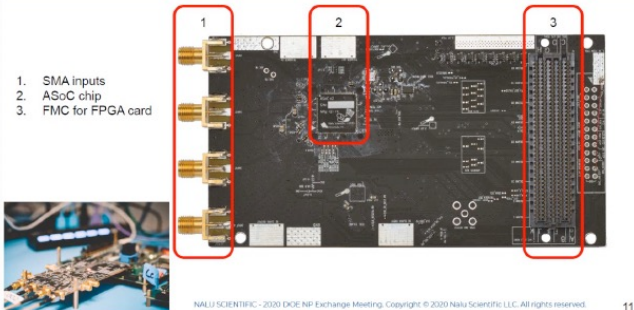 1 2 3
1. SMA inputs
2. ASoC chip
3. FMC for FPGA card
NALU SCIENTIFIC - 2020 DOE NP Exchange Meeting. Copyright © 2020 Nalu Scientific LLC. All rights reserved. 11